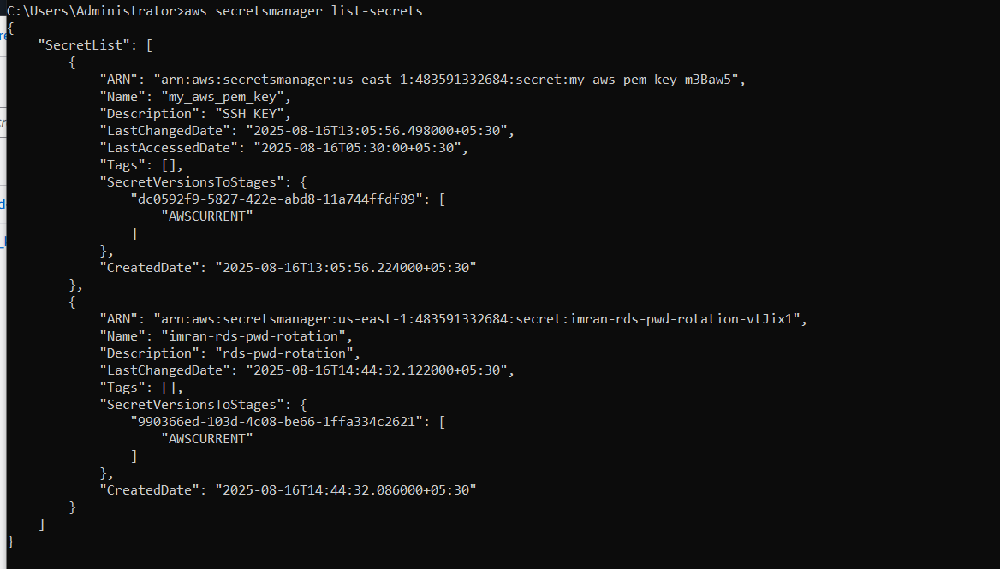 C:\Users\Administrator>aws secretsmanager list-secrets
{
    "SecretList": [
        {
            "ARN": "arn:aws:secretsmanager:us-east-1:483591332684:secret:my_aws_pem_key-m3Baw5",
            "Name": "my_aws_pem_key",
            "Description": "SSH KEY",
            "LastChangedDate": "2025-08-16T13:05:56.498000+05:30",
            "LastAccessedDate": "2025-08-16T05:30:00+05:30",
            "Tags": [],
            "SecretVersionsToStages": {
                "dc0592f9-5827-422e-abd8-11a744ffdf89": [
                    "AWSCURRENT"
                ]
            },
            "CreatedDate": "2025-08-16T13:05:56.224000+05:30"
        },
        {
            "ARN": "arn:aws:secretsmanager:us-east-1:483591332684:secret:imran-rds-pwd-rotation-vtJix1",
            "Name": "imran-rds-pwd-rotation",
            "Description": "rds-pwd-rotation",
            "LastChangedDate": "2025-08-16T14:44:32.122000+05:30",
            "Tags": [],
            "SecretVersionsToStages": {
                "990366ed-103d-4c08-be66-1ffa334c2621": [
                    "AWSCURRENT"
                ]
            },
            "CreatedDate": "2025-08-16T14:44:32.086000+05:30"
        }
    ]
}